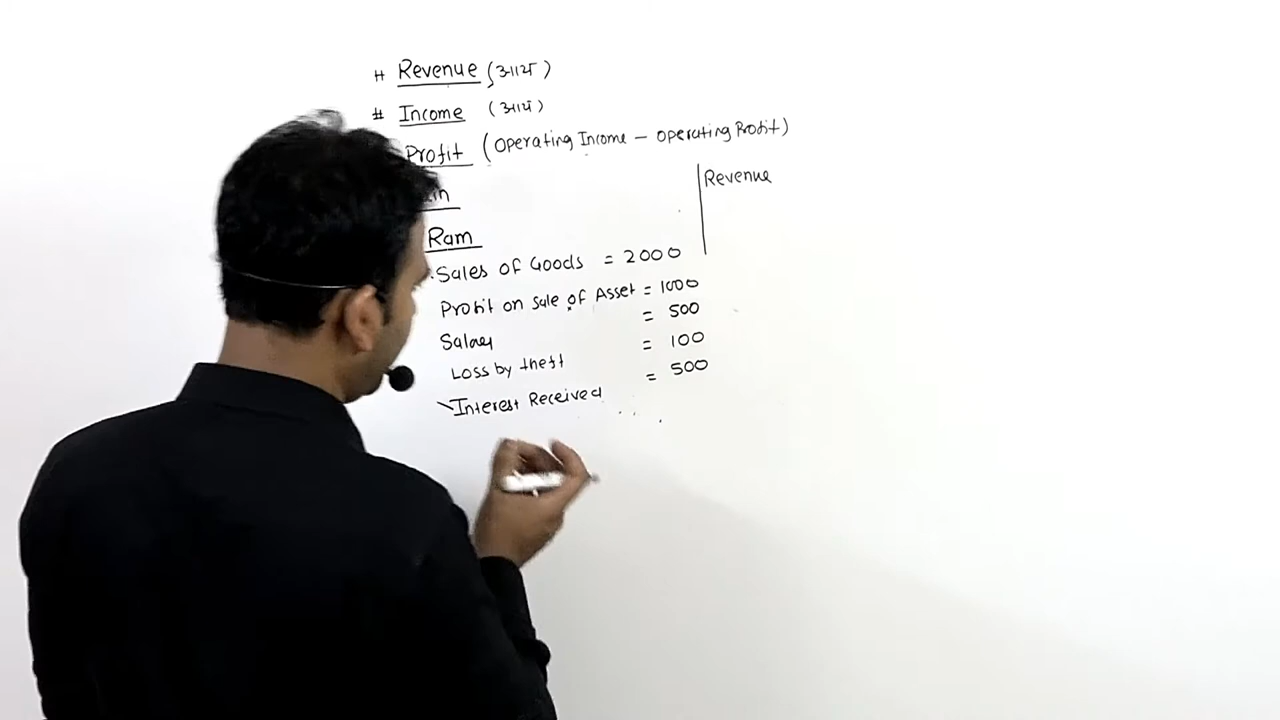 # Revenue (आय)
# Income (आय)
Profit (Operating Income – Operating Profit)
Revenue
Ram
Sales of Goods = 2000
Profit on sale of Asset = 1000
Salary = 500
Loss by theft = 100
Interest Received = 500